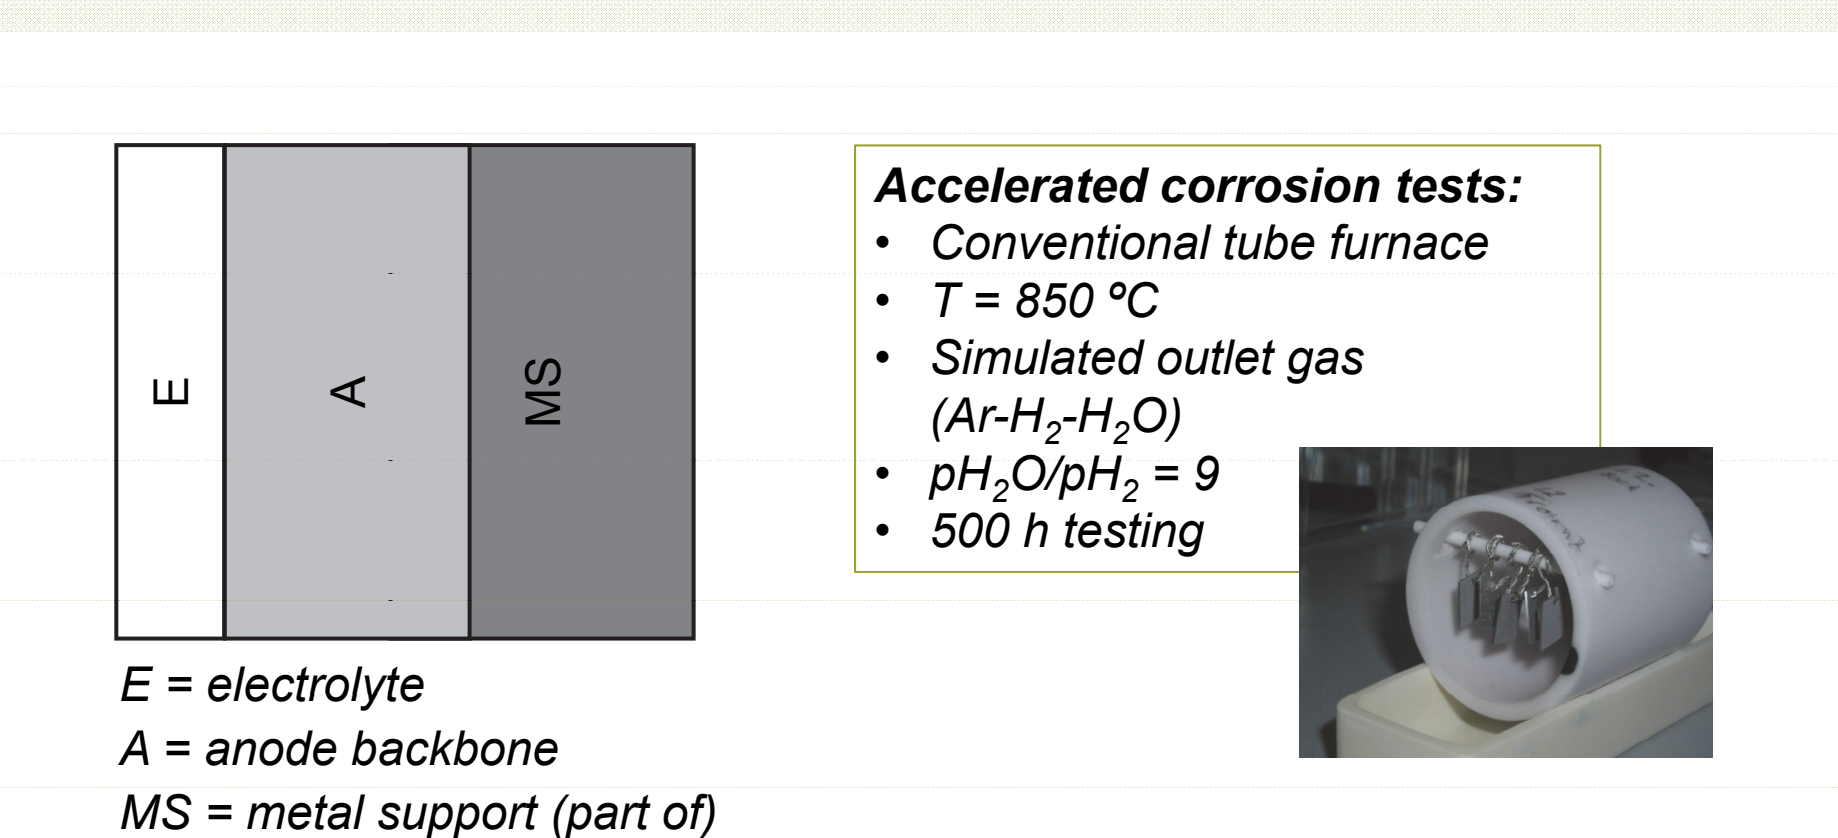 E
A
MS
E = electrolyte
A = anode backbone
MS = metal support (part of)
Accelerated corrosion tests:
• Conventional tube furnace
• T = 850 ºC
• Simulated outlet gas
(Ar-H₂-H₂O)
• pH₂O/pH₂ = 9
• 500 h testing